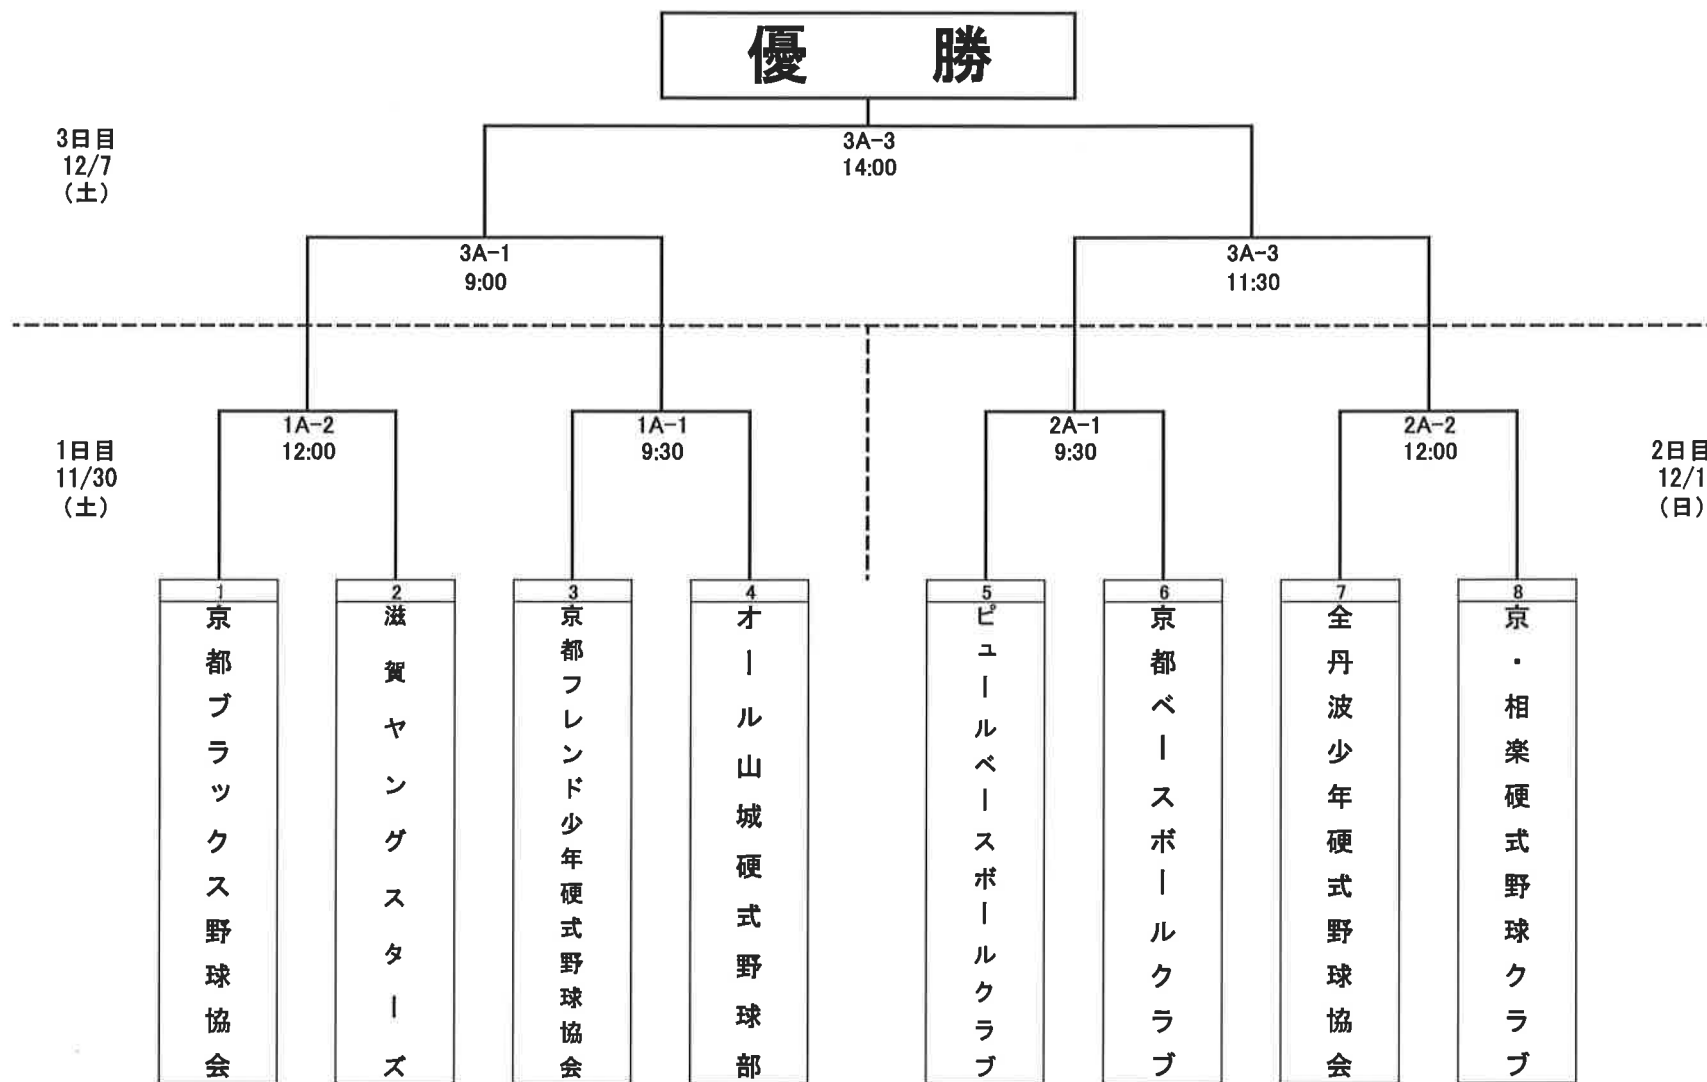 優 勝
3日目
12/7
(土)
3A-3
14:00
3A-1
9:00
3A-3
11:30
1日目
11/30
(土)
1A-2
12:00
1A-1
9:30
2A-1
9:30
2A-2
12:00
2日目
12/1
(日)
1
京都ブラックス野球協会
2
滋賀ヤングスターズ
3
京都フレンド少年硬式野球協会
4
オール山城硬式野球部
5
ピュールベースボールクラブ
6
京都ベースボールクラブ
7
全丹波少年硬式野球協会
8
京・相楽硬式野球クラブ